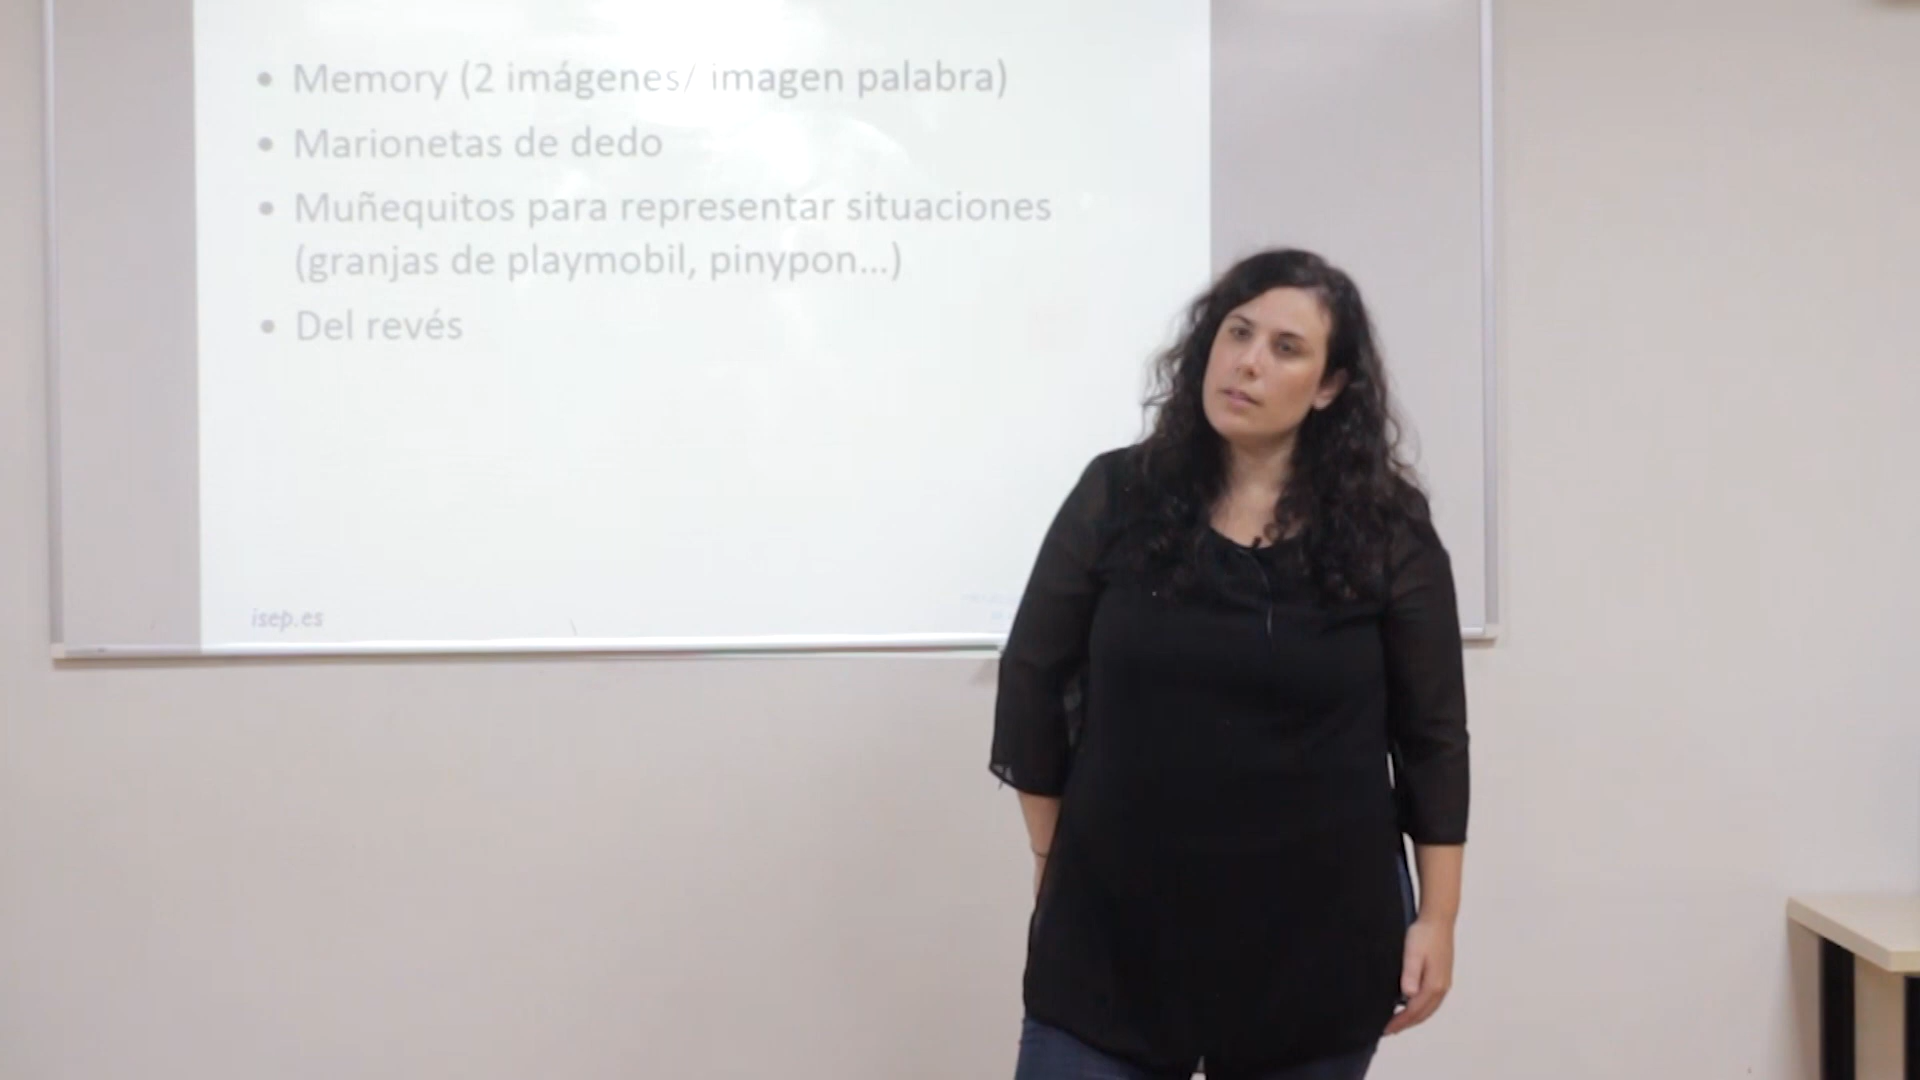 • Memory (2 imágenes/ imagen palabra)
• Marionetas de dedo
• Muñequitos para representar situaciones
(granjas de playmobil, pinypon...)
• Del revés
isep.es